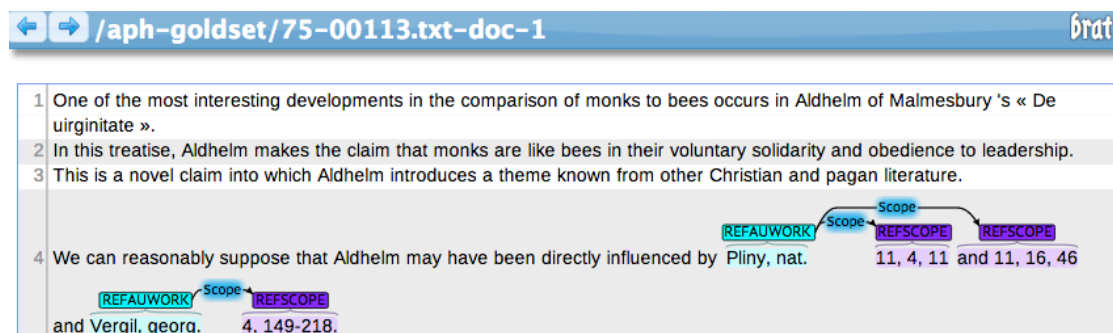 /aph-goldset/75-00113.txt-doc-1
brat
1 One of the most interesting developments in the comparison of monks to bees occurs in Aldhelm of Malmesbury 's « De
uirginitate ».
2 In this treatise, Aldhelm makes the claim that monks are like bees in their voluntary solidarity and obedience to leadership.
3 This is a novel claim into which Aldhelm introduces a theme known from other Christian and pagan literature.
Scope
REFAUWORK Scope REFSCOPE REFSCOPE
4 We can reasonably suppose that Aldhelm may have been directly influenced by Pliny, nat. 11, 4, 11 and 11, 16, 46
REFAUWORK Scope REFSCOPE
and Vergil, georg. 4, 149-218.